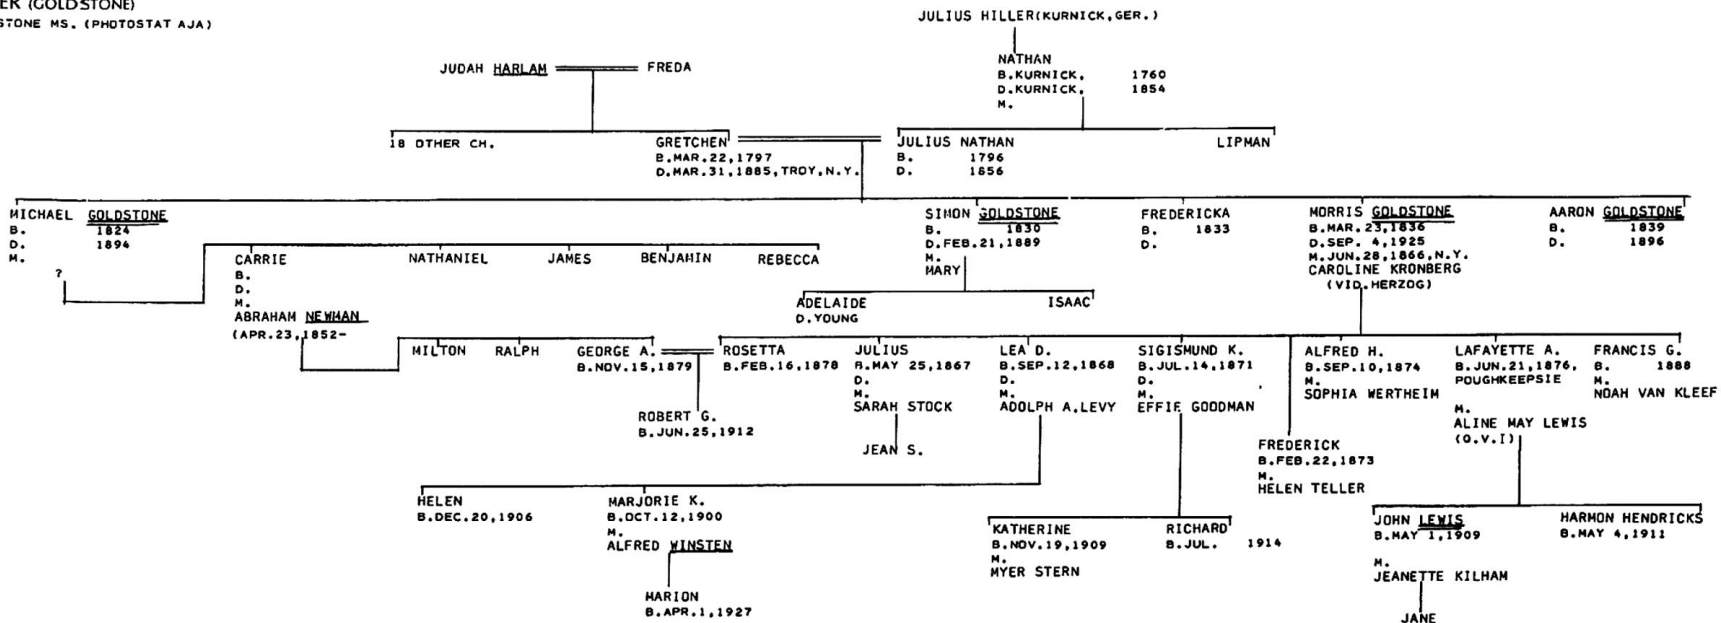 ER (GOLDSTONE)
STONE MS. (PHOTOSTAT AJA)
JULIUS HILLER(KURNICK,GER.)
NATHAN
B.KURNICK, 1760
D.KURNICK, 1854
M.
JUDAH HARLAM
FREDA
18 OTHER CH.
GRETCHEN
B.MAR.22,1797
D.MAR.31,1885,TROY,N.Y.
JULIUS NATHAN
B. 1796
D. 1856
LIPMAN
MICHAEL GOLDSTONE
B. 1824
D. 1894
M.
?
SIMON GOLDSTONE
B. 1830
D.FEB.21,1889
M.
MARY
FREDERICKA
B. 1833
D.
MORRIS GOLDSTONE
B.MAR.23,1836
D.SEP. 4,1925
M.JUN.28,1866,N.Y.
CAROLINE KRONBERG
(VID.HERZOG)
AARON GOLDSTONE
B. 1839
D. 1896
CARRIE
B.
D.
M.
ABRAHAM NEWMAN
(APR.23,1852-
NATHANIEL
JAMES
BENJAMIN
REBECCA
ADELAIDE
D.YOUNG
ISAAC
MILTON
RALPH
GEORGE A.
B.NOV.15,1879
ROSETTA
B.FEB.16,1878
JULIUS
B.MAY 25,1867
D.
M.
SARAH STOCK
LEA D.
B.SEP.12,1868
D.
M.
ADOLPH A.LEVY
SIGISMUND K.
B.JUL.14,1871
D.
M.
EFFIE GOODMAN
ALFRED H.
B.SEP.10,1874
M.
SOPHIA WERTHEIM
LAFAYETTE A.
B.JUN.21,1876,
POUGHKEEPSIE
M.
ALINE MAY LEWIS
(Q.V.I)
FRANCIS G.
B. 1888
M.
NOAH VAN KLEEF
ROBERT G.
B.JUN.25,1912
JEAN S.
FREDERICK
B.FEB.22,1873
M.
HELEN TELLER
HELEN
B.DEC.20,1906
MARJORIE K.
B.OCT.12,1900
M.
ALFRED WINSTEN
KATHERINE
B.NOV.19,1909
M.
MYER STERN
RICHARD
B.JUL. 1914
JOHN LEWIS
B.MAY 1,1909
M.
JEANETTE KILHAM
HARMON HENDRICKS
B.MAY 4,1911
MARION
B.APR.1,1927
JANE